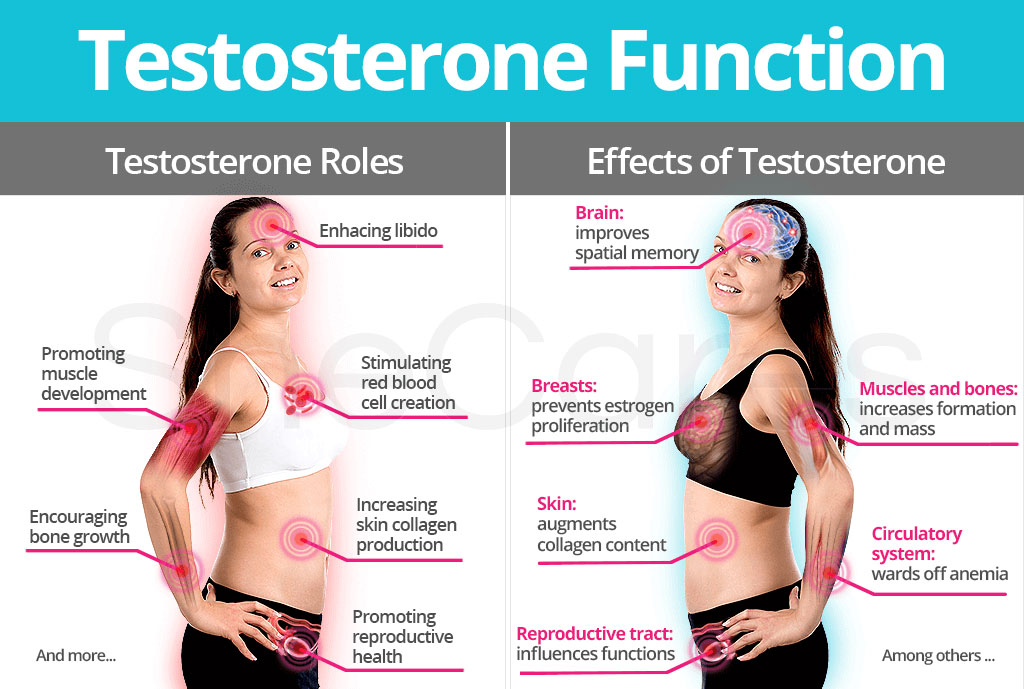 Testosterone Function
Testosterone Roles
Enhacing libido
Promoting
muscle
development
Stimulating
red blood
cell creation
Encouraging
bone growth
Increasing
skin collagen
production
Promoting
reproductive
health
And more...
Effects of Testosterone
Brain:
improves
spatial memory
Breasts:
prevents estrogen
proliferation
Muscles and bones:
increases formation
and mass
Skin:
augments
collagen content
Circulatory
system:
wards off anemia
Reproductive tract:
influences functions
Among others ...
SheCares